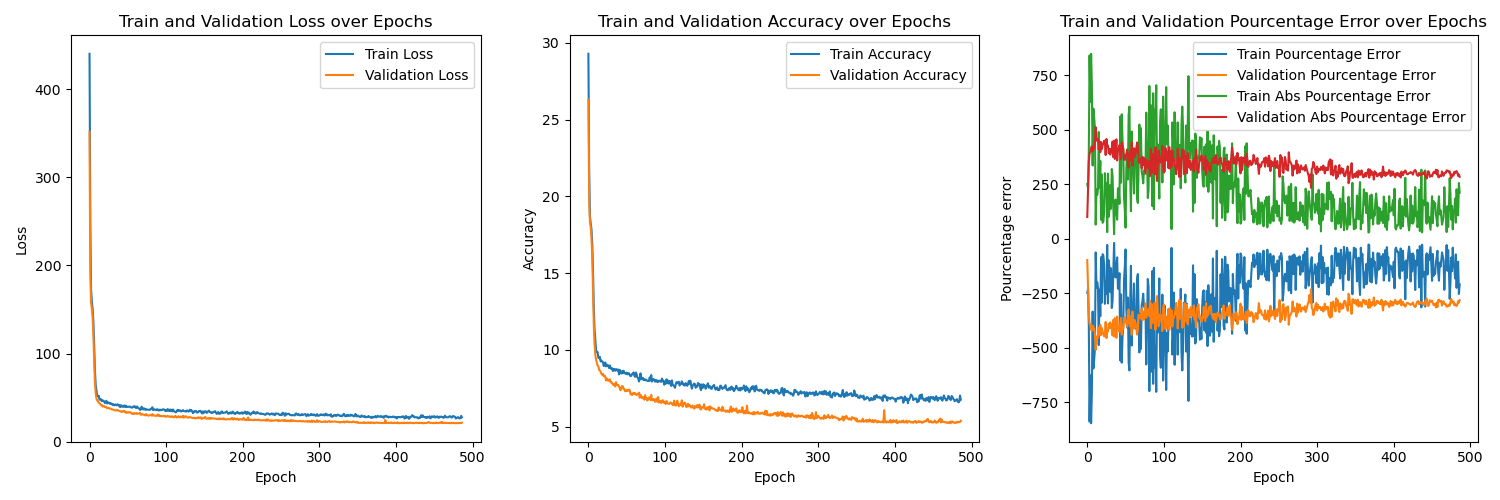 Train and Validation Loss over Epochs
Train Loss
Validation Loss
400
300
200
100
0
Loss
0 100 200 300 400 500
Epoch
Train and Validation Accuracy over Epochs
Train Accuracy
Validation Accuracy
30
25
20
15
10
5
Accuracy
0 100 200 300 400 500
Epoch
Train and Validation Pourcentage Error over Epochs
Train Pourcentage Error
Validation Pourcentage Error
Train Abs Pourcentage Error
Validation Abs Pourcentage Error
750
500
250
0
−250
−500
−750
Pourcentage error
0 100 200 300 400 500
Epoch